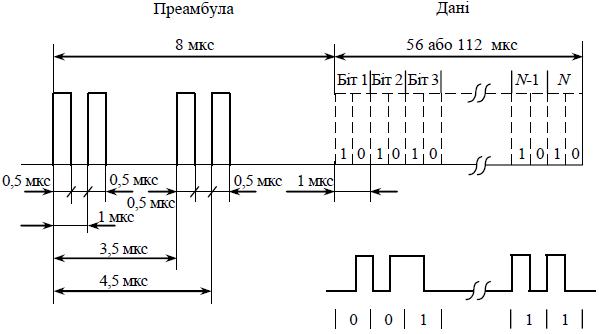 Преамбула Дані
8 мкс 56 або 112 мкс
Біт 1 Біт 2 Біт 3 N-1 N
1 0 1 0 1 0 1 0 1 0
0,5 мкс 0,5 мкс 0,5 мкс 0,5 мкс 1 мкс
1 мкс
3,5 мкс
4,5 мкс
0 0 1 1 1